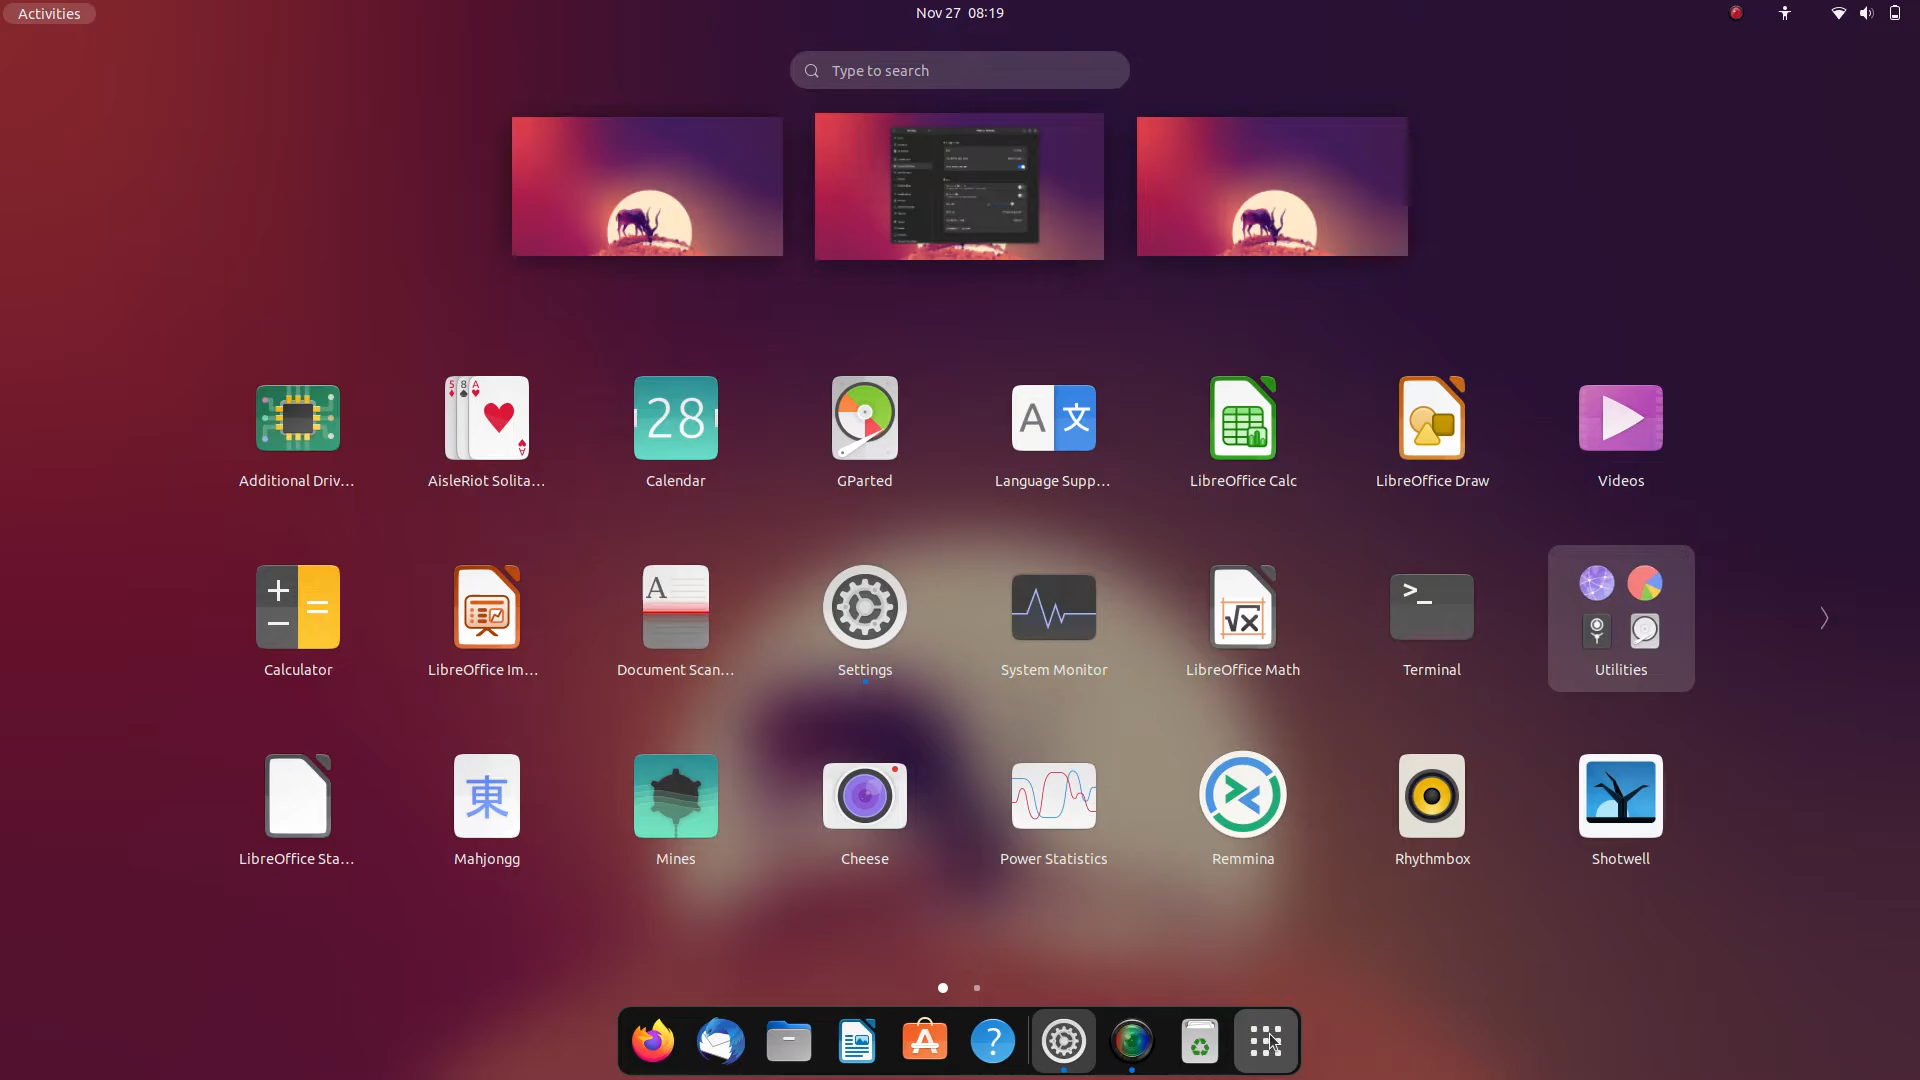 Activities
Nov 27 08:19
Type to search
28
Additional Driv...
AisleRiot Solita...
Calendar
GParted
Language Supp...
LibreOffice Calc
LibreOffice Draw
Videos
Calculator
LibreOffice Im...
Document Scan...
Settings
System Monitor
LibreOffice Math
Terminal
Utilities
東
LibreOffice Sta...
Mahjongg
Mines
Cheese
Power Statistics
Remmina
Rhythmbox
Shotwell